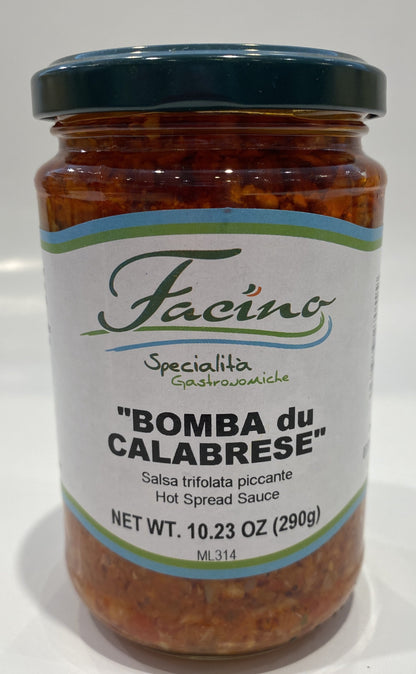 Facino
Specialità
Gastronomiche
"BOMBA du
CALABRESE"
Salsa trifolata piccante
Hot Spread Sauce
NET WT. 10.23 OZ (290g)
ML314